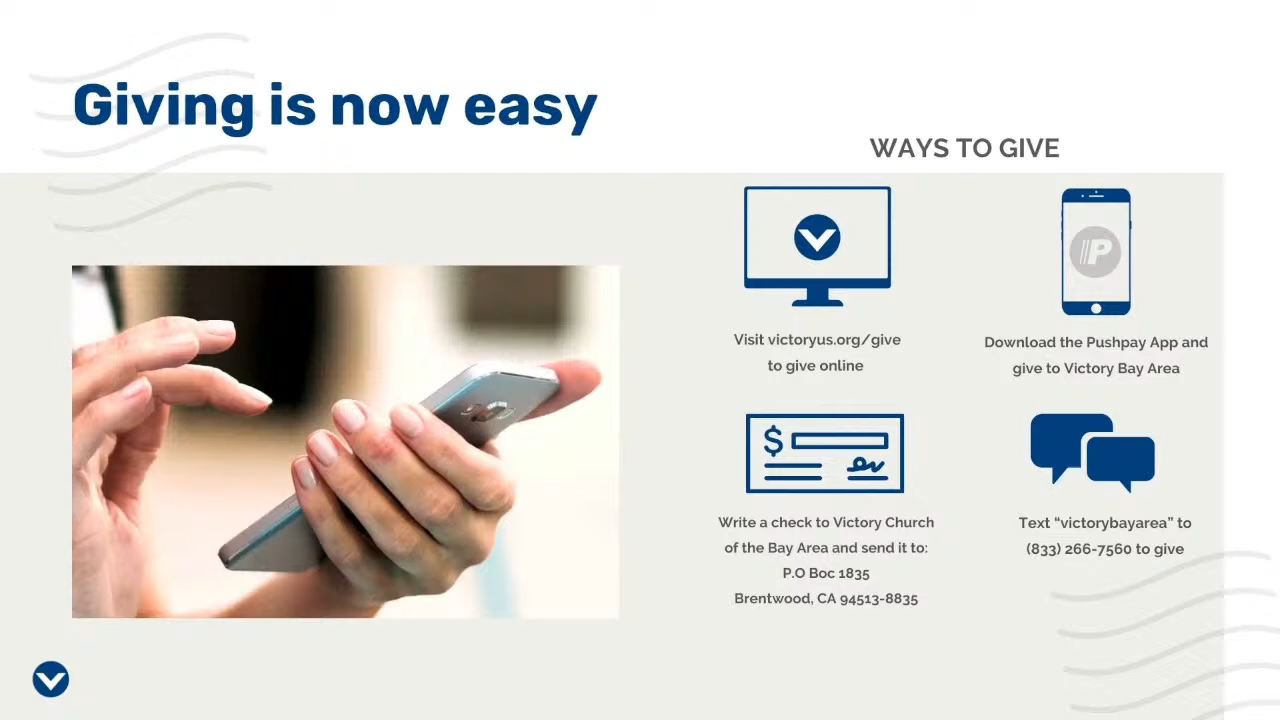 Giving is now easy
WAYS TO GIVE
Visit victoryus.org/give
to give online
Download the Pushpay App and
give to Victory Bay Area
Write a check to Victory Church
of the Bay Area and send it to:
P.O Boc 1835
Brentwood, CA 94513-8835
Text “victorybayarea” to
(833) 266-7560 to give